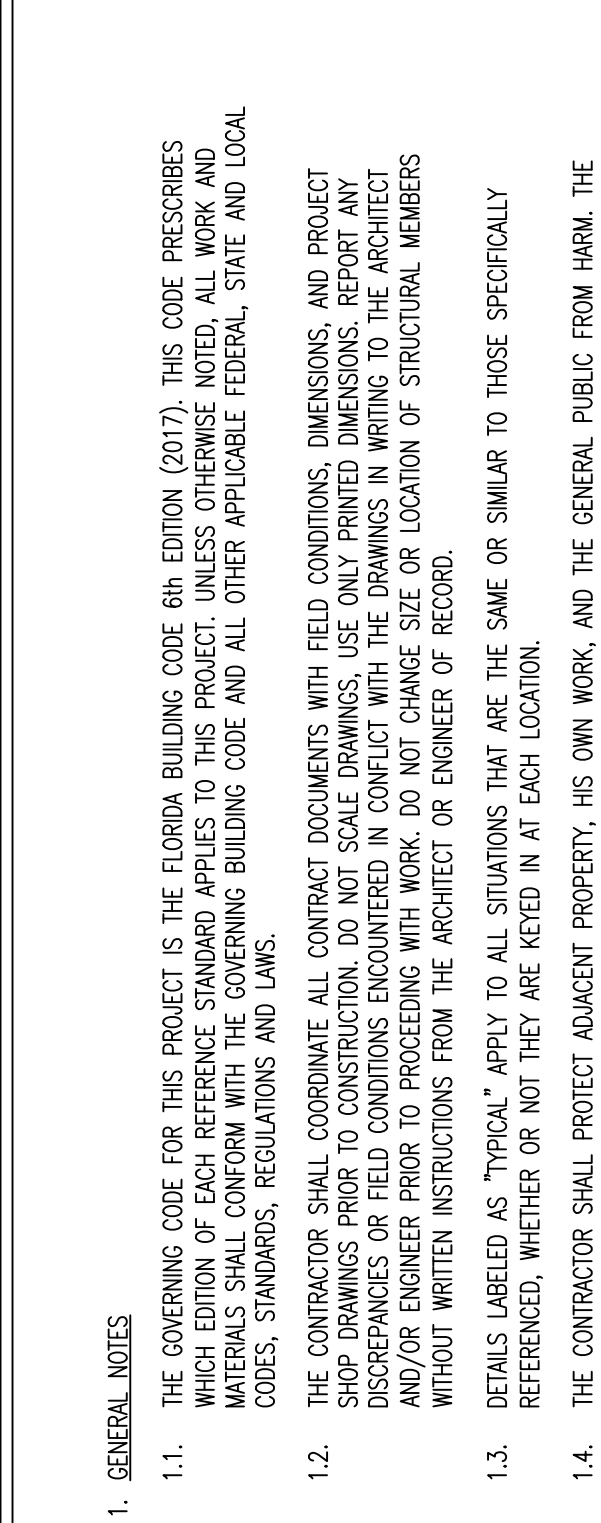 1. GENERAL NOTES
1.1. THE GOVERNING CODE FOR THIS PROJECT IS THE FLORIDA BUILDING CODE 6th EDITION (2017). THIS CODE PRESCRIBES
WHICH EDITION OF EACH REFERENCE STANDARD APPLIES TO THIS PROJECT. UNLESS OTHERWISE NOTED, ALL WORK AND
MATERIALS SHALL CONFORM WITH THE GOVERNING BUILDING CODE AND ALL OTHER APPLICABLE FEDERAL, STATE AND LOCAL
CODES, STANDARDS, REGULATIONS AND LAWS.
1.2. THE CONTRACTOR SHALL COORDINATE ALL CONTRACT DOCUMENTS WITH FIELD CONDITIONS, DIMENSIONS, AND PROJECT
SHOP DRAWINGS PRIOR TO CONSTRUCTION. DO NOT SCALE DRAWINGS, USE ONLY PRINTED DIMENSIONS. REPORT ANY
DISCREPANCIES OR FIELD CONDITIONS ENCOUNTERED IN CONFLICT WITH THE DRAWINGS IN WRITING TO THE ARCHITECT
AND/OR ENGINEER PRIOR TO PROCEEDING WITH WORK. DO NOT CHANGE SIZE OR LOCATION OF STRUCTURAL MEMBERS
WITHOUT WRITTEN INSTRUCTIONS FROM THE ARCHITECT OR ENGINEER OF RECORD.
1.3. DETAILS LABELED AS "TYPICAL" APPLY TO ALL SITUATIONS THAT ARE THE SAME OR SIMILAR TO THOSE SPECIFICALLY
REFERENCED, WHETHER OR NOT THEY ARE KEYED IN AT EACH LOCATION.
1.4. THE CONTRACTOR SHALL PROTECT ADJACENT PROPERTY, HIS OWN WORK, AND THE GENERAL PUBLIC FROM HARM. THE